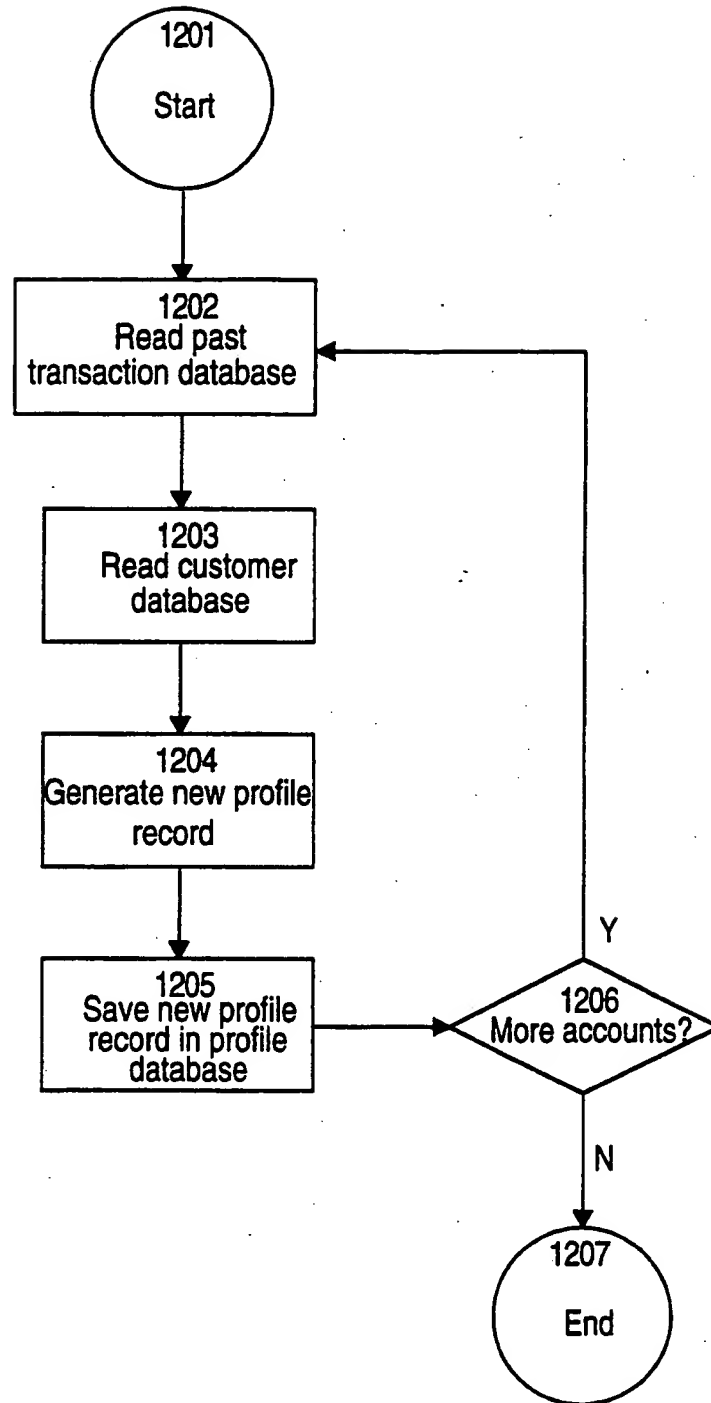 1201
Start
1202
Read past
transaction database
1203
Read customer
database
1204
Generate new profile
record
1205
Save new profile
record in profile
database
Y
1206
More accounts?
N
1207
End